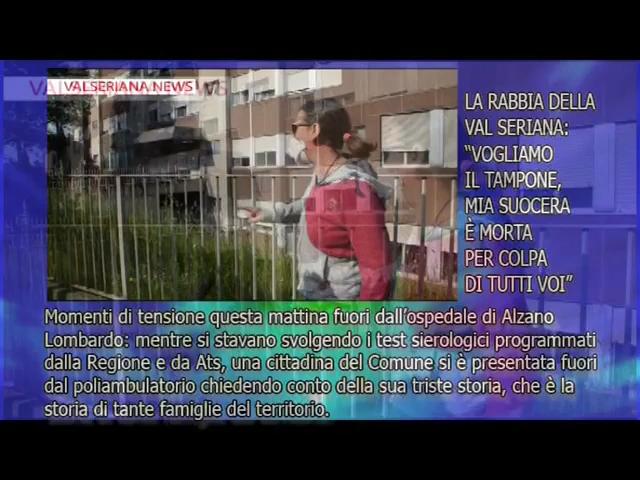 VALSERIANA NEWS
LA RABBIA DELLA
VAL SERIANA:
“VOGLIAMO
IL TAMPONE,
MIA SUOCERA
È MORTA
PER COLPA
DI TUTTI VOI”
Momenti di tensione questa mattina fuori dall’ospedale di Alzano
Lombardo: mentre si stavano svolgendo i test sierologici programmati
dalla Regione e da Ats, una cittadina del Comune si è presentata fuori
dal poliambulatorio chiedendo conto della sua triste storia, che è la
storia di tante famiglie del territorio.